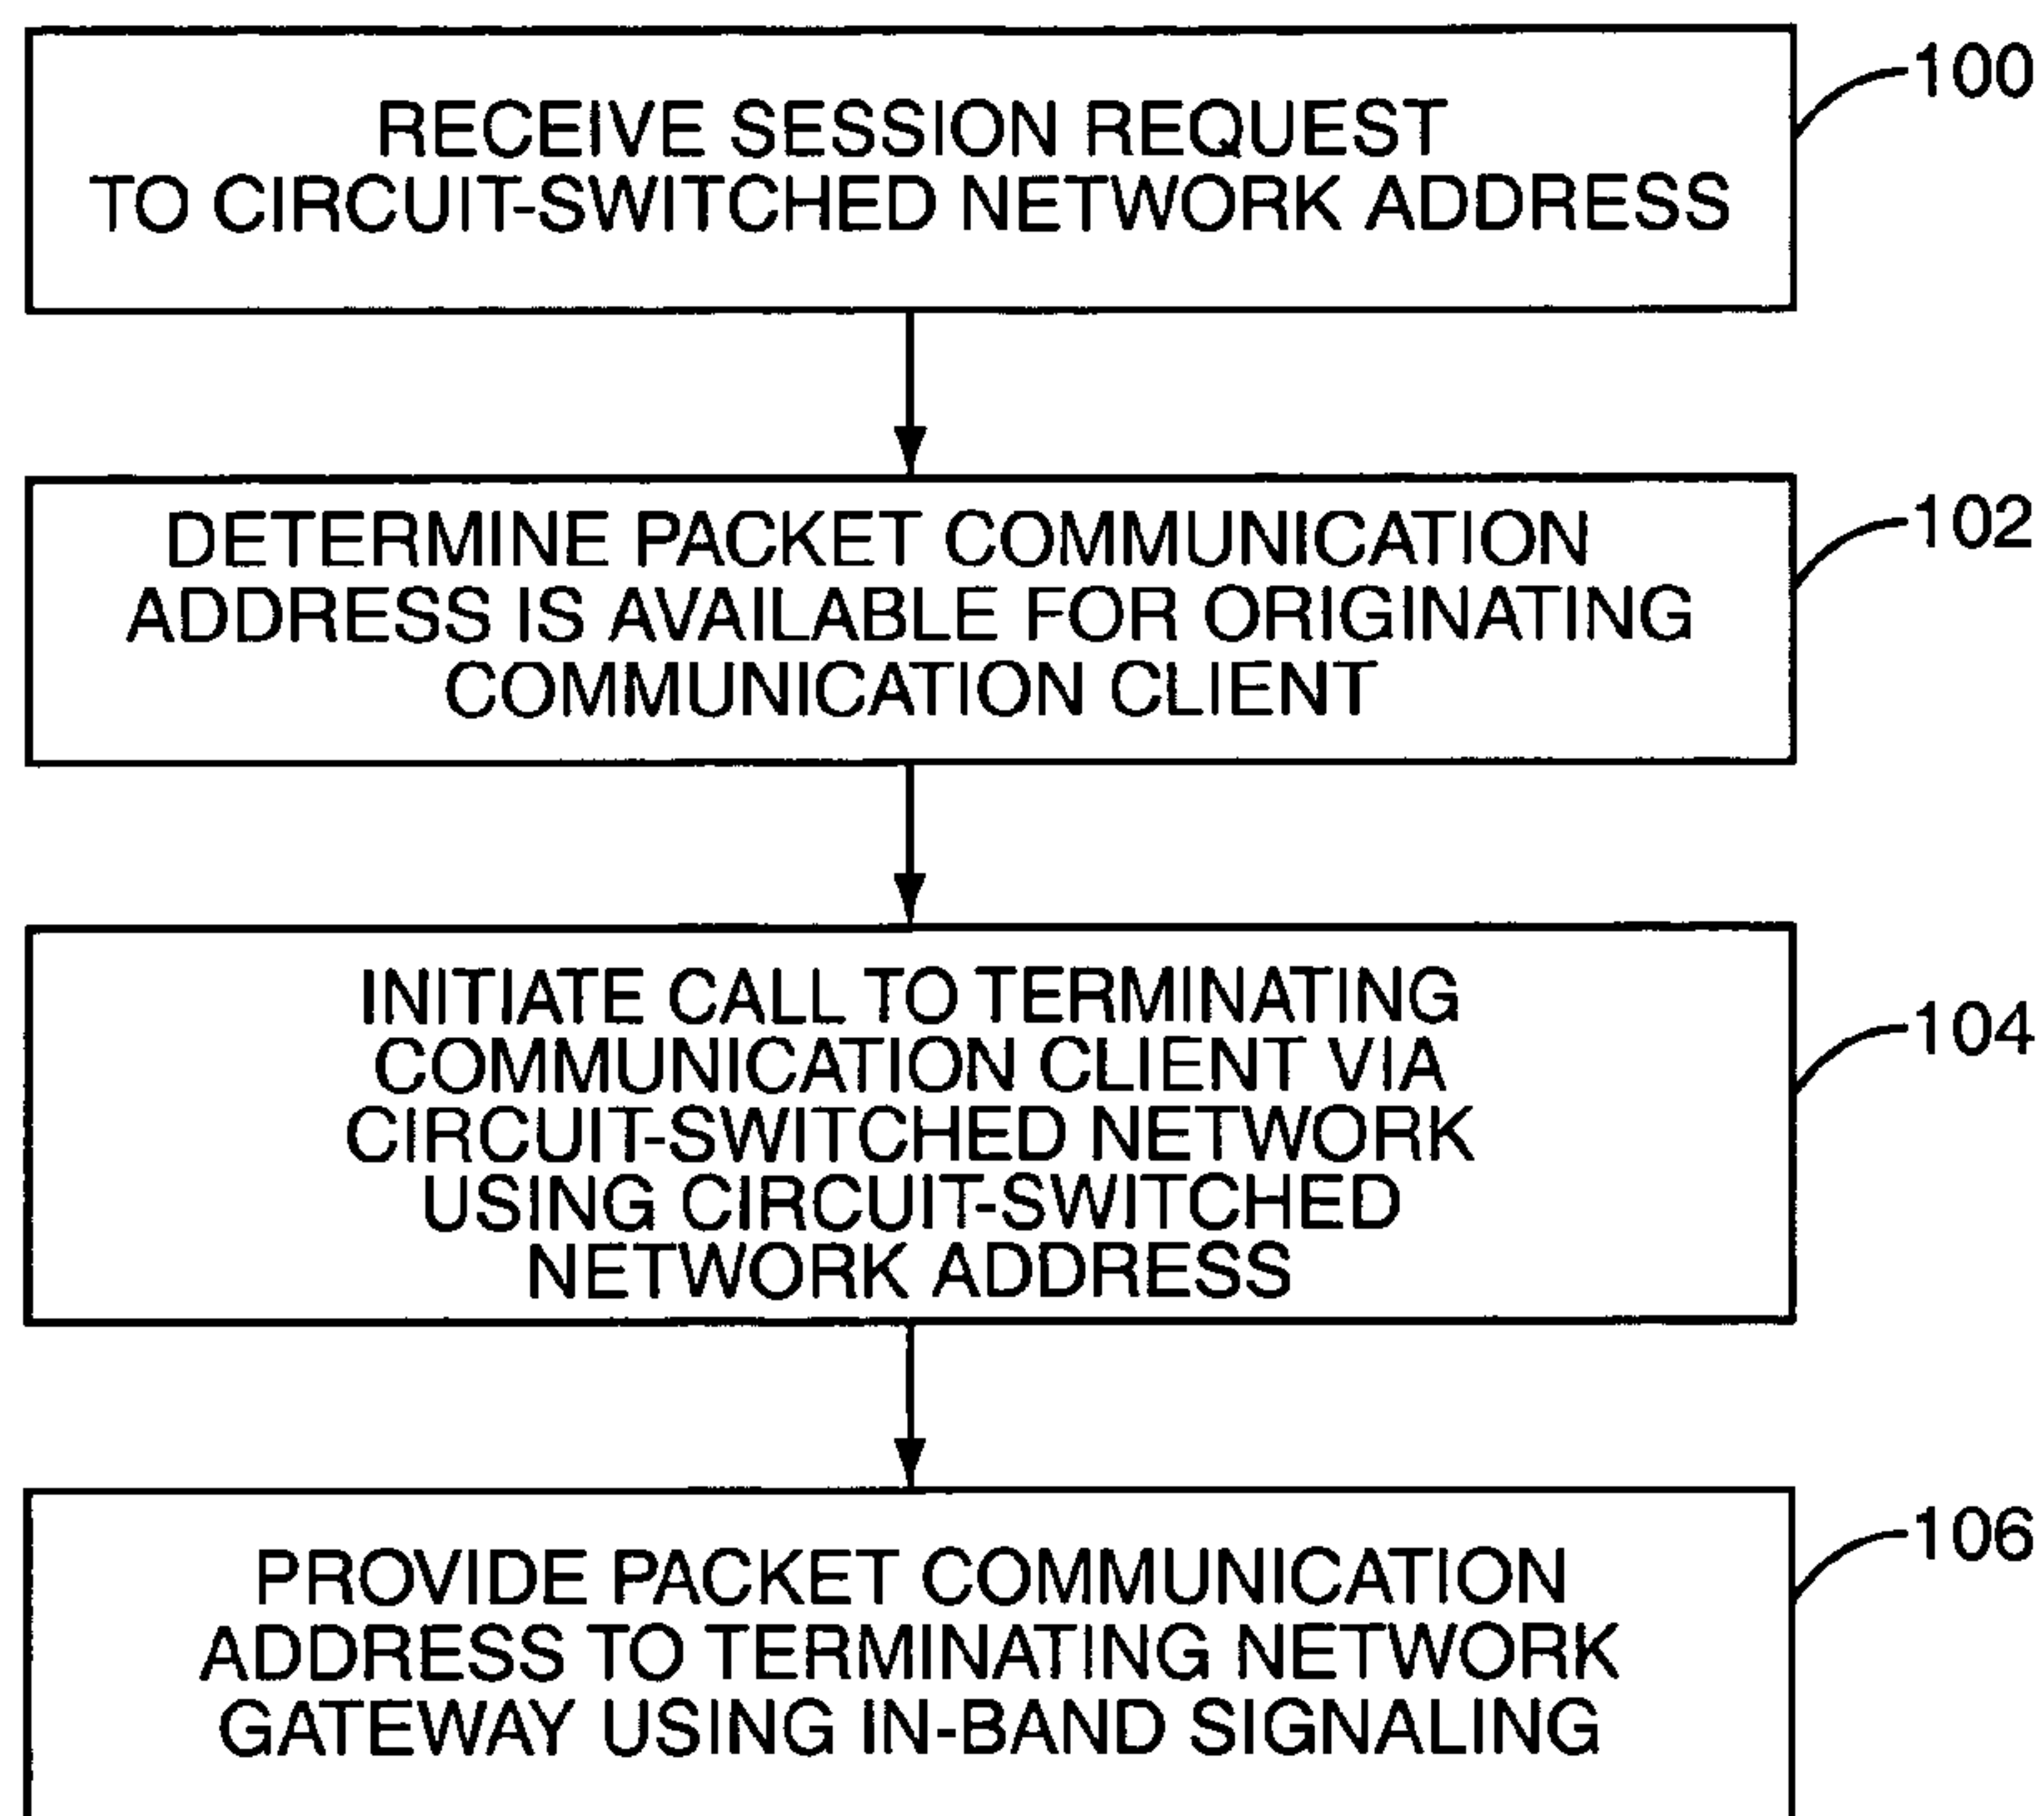 RECEIVE SESSION REQUEST
TO CIRCUIT-SWITCHED NETWORK ADDRESS
100
DETERMINE PACKET COMMUNICATION
ADDRESS IS AVAILABLE FOR ORIGINATING
COMMUNICATION CLIENT
102
INITIATE CALL TO TERMINATING
COMMUNICATION CLIENT VIA
CIRCUIT-SWITCHED NETWORK
USING CIRCUIT-SWITCHED
NETWORK ADDRESS
104
PROVIDE PACKET COMMUNICATION
ADDRESS TO TERMINATING NETWORK
GATEWAY USING IN-BAND SIGNALING
106